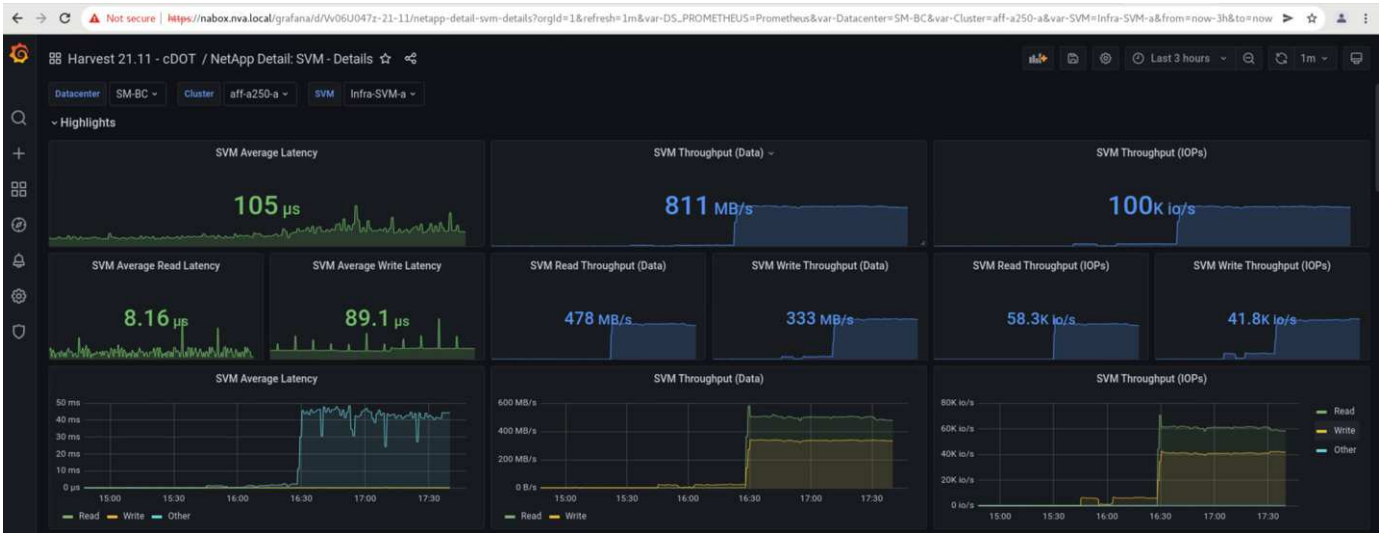 Not secure | https://nabox.nva.local/grafana/d/Vv06U047z-21-11/netapp-detail-svm-details?orgId=1&refresh=1m&var-DS_PROMETHEUS=Prometheus&var-Datacenter=SM-BC&var-Cluster=aff-a250-a&var-SVM=Infra-SVM-a&from=now-3h&to=now
Harvest 21.11 - cDOT / NetApp Detail: SVM - Details
Last 3 hours
1m
Datacenter SM-BC Cluster aff-a250-a SVM Infra-SVM-a
Highlights
SVM Average Latency
105 µs
SVM Throughput (Data)
811 MB/s
SVM Throughput (IOPs)
100K io/s
SVM Average Read Latency
8.16 µs
SVM Average Write Latency
89.1 µs
SVM Read Throughput (Data)
478 MB/s
SVM Write Throughput (Data)
333 MB/s
SVM Read Throughput (IOPs)
58.3K io/s
SVM Write Throughput (IOPs)
41.8K io/s
SVM Average Latency
50 ms
40 ms
30 ms
20 ms
10 ms
0 µs
15:00 15:30 16:00 16:30 17:00 17:30
Read Write Other
SVM Throughput (Data)
600 MB/s
400 MB/s
200 MB/s
0 B/s
15:00 15:30 16:00 16:30 17:00 17:30
Read Write
SVM Throughput (IOPs)
80K io/s
60K io/s
40K io/s
20K io/s
0 io/s
15:00 15:30 16:00 16:30 17:00 17:30
Read
Write
Other